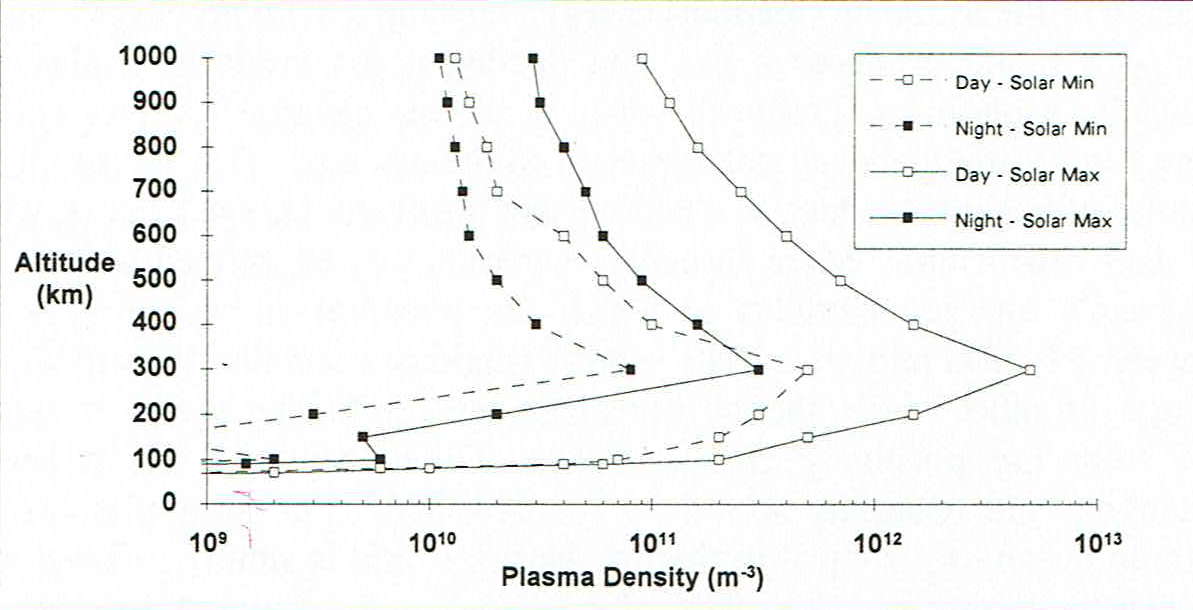 1000
900
800
700
600
500
400
300
200
100
0
Altitude
(km)
Day - Solar Min
Night - Solar Min
Day - Solar Max
Night - Solar Max
10⁹
10¹⁰
10¹¹
10¹²
10¹³
Plasma Density (m⁻³)